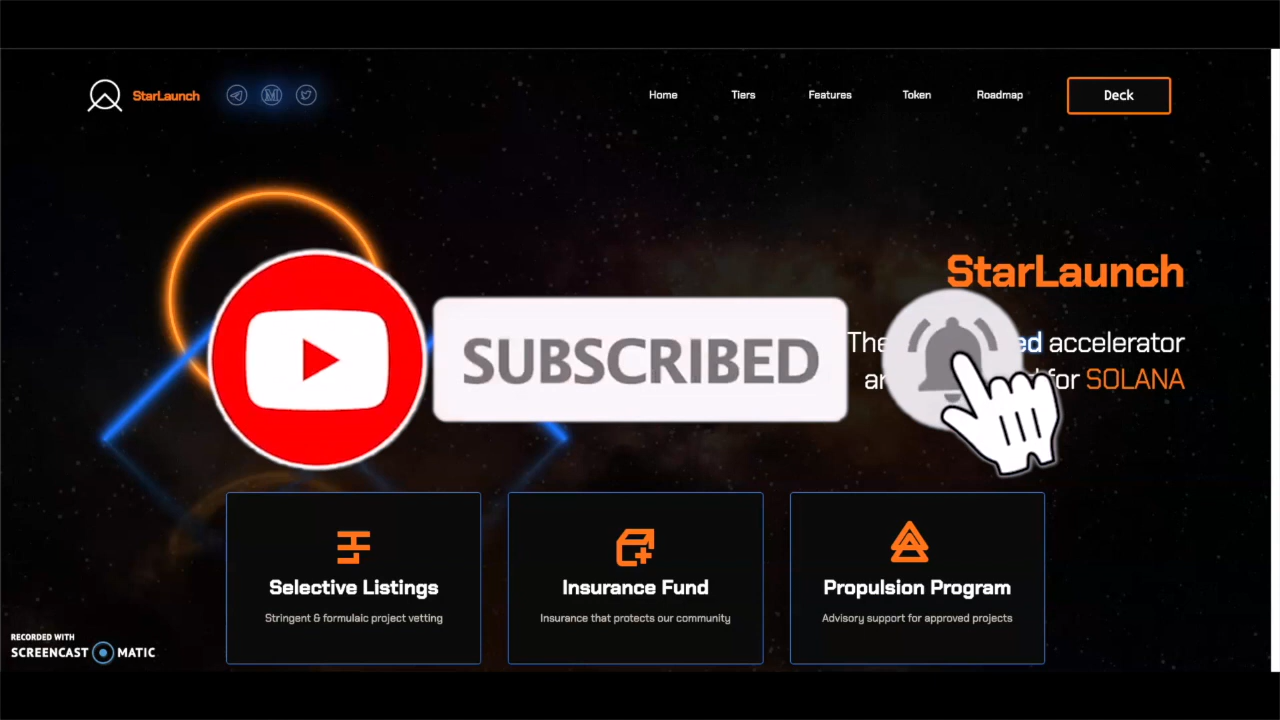 StarLaunch
Home Tiers Features Token Roadmap Deck
StarLaunch
The ed accelerator
for SOLANA
SUBSCRIBED
Selective Listings
Stringent & formulaic project vetting
Insurance Fund
Insurance that protects our community
Propulsion Program
Advisory support for approved projects
RECORDED WITH
SCREENCAST MATIC